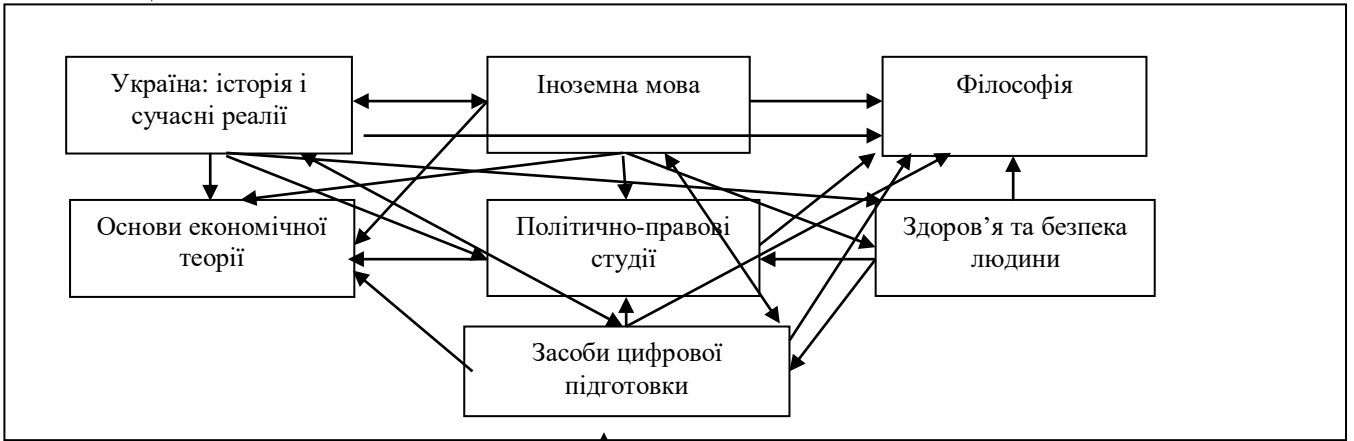 Україна: історія і
сучасні реалії
Іноземна мова
Філософія
Основи економічної
теорії
Політично-правові
студії
Здоров’я та безпека
людини
Засоби цифрової
підготовки